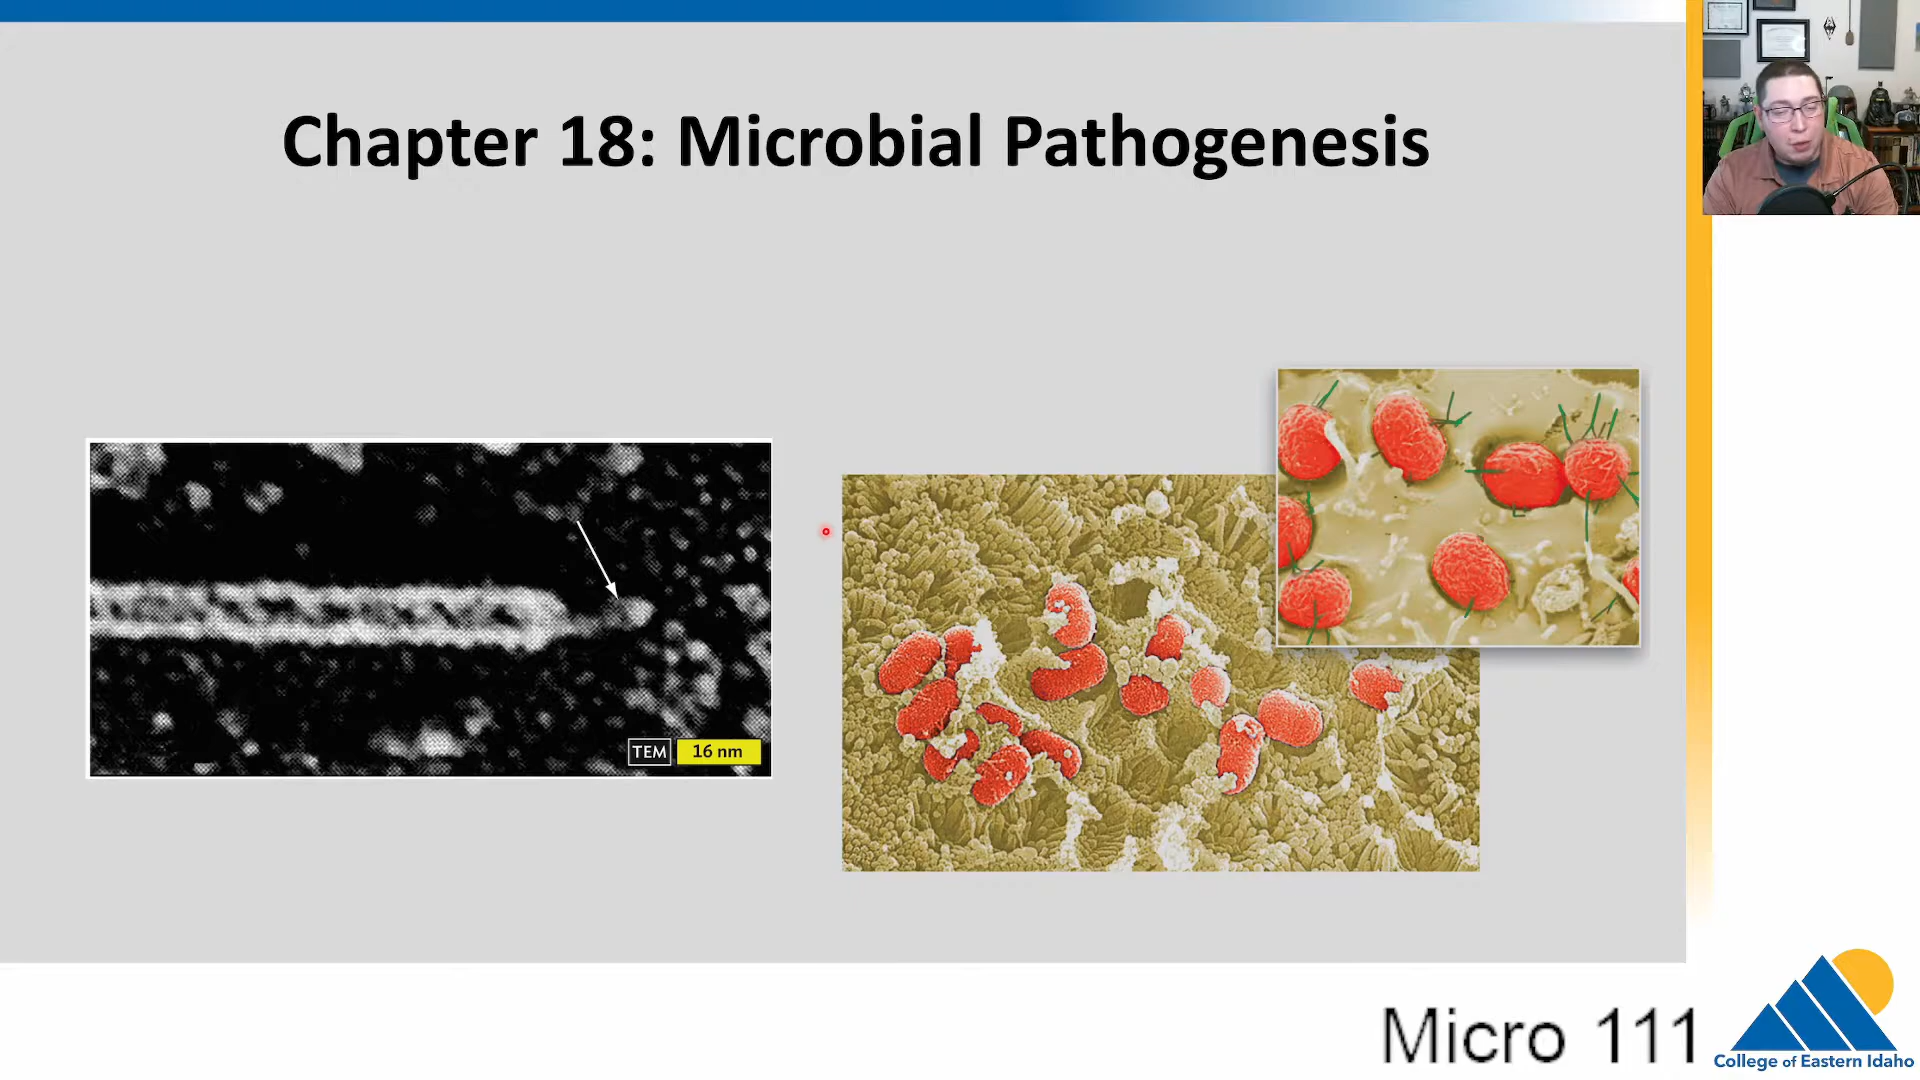 Chapter 18: Microbial Pathogenesis
TEM 16 nm
Micro 111
College of Eastern Idaho